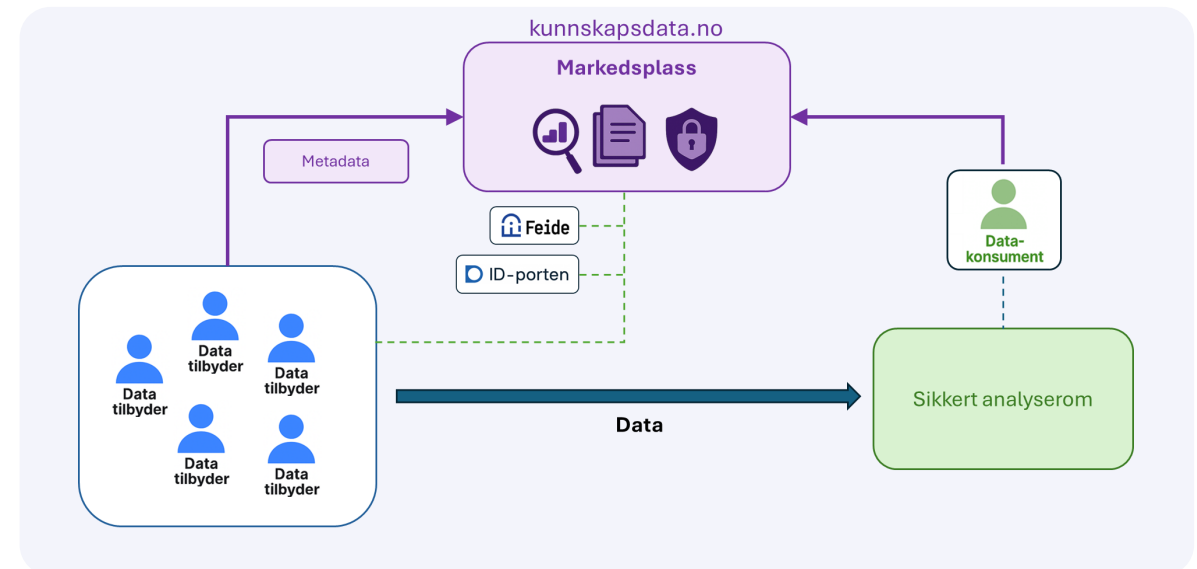 kunnskapsdata.no
Markedsplass
Metadata
Feide
ID-porten
Data-
konsument
Data
tilbyder
Data
tilbyder
Data
tilbyder
Data
tilbyder
Data
tilbyder
Data
Sikkert analyserom